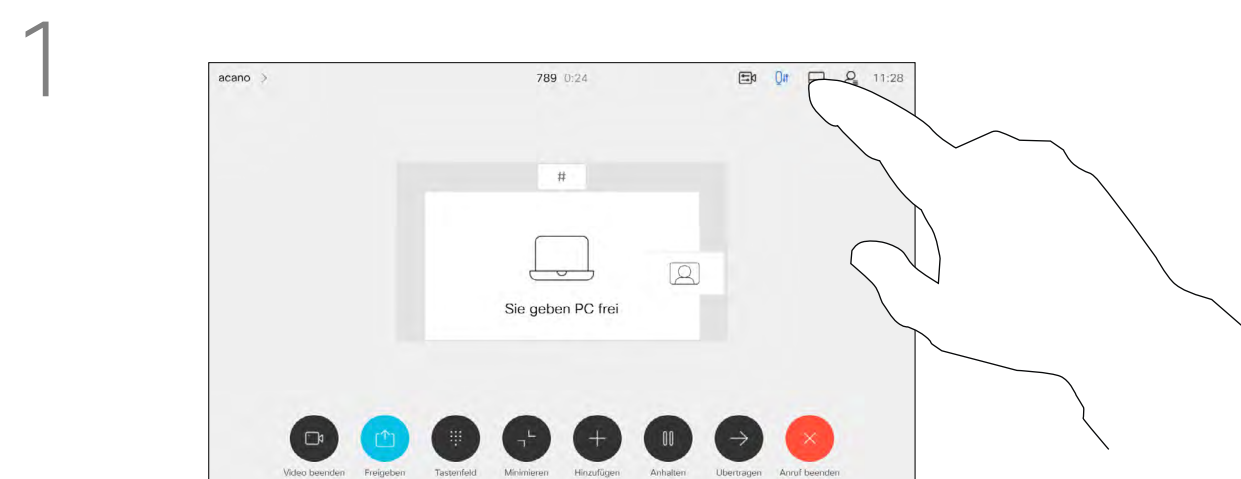 1
acano > 789 0:24 11:28
#
Sie geben PC frei
Video beenden Freigeben Tastenfeld Minimieren Hinzufügen Anhalten Übertragen Anruf beenden